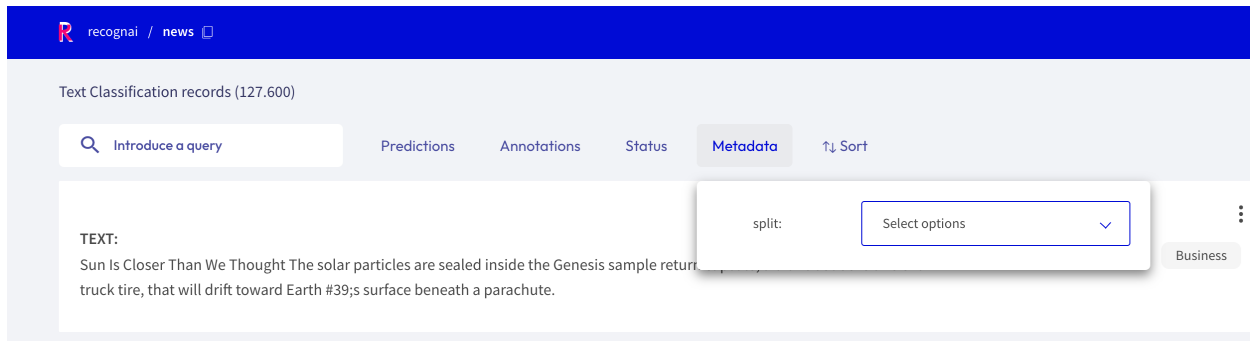 R recognai / news
Text Classification records (127.600)
Introduce a query Predictions Annotations Status Metadata Sort
split: Select options
TEXT:
Sun Is Closer Than We Thought The solar particles are sealed inside the Genesis sample return
Business
truck tire, that will drift toward Earth #39;s surface beneath a parachute.